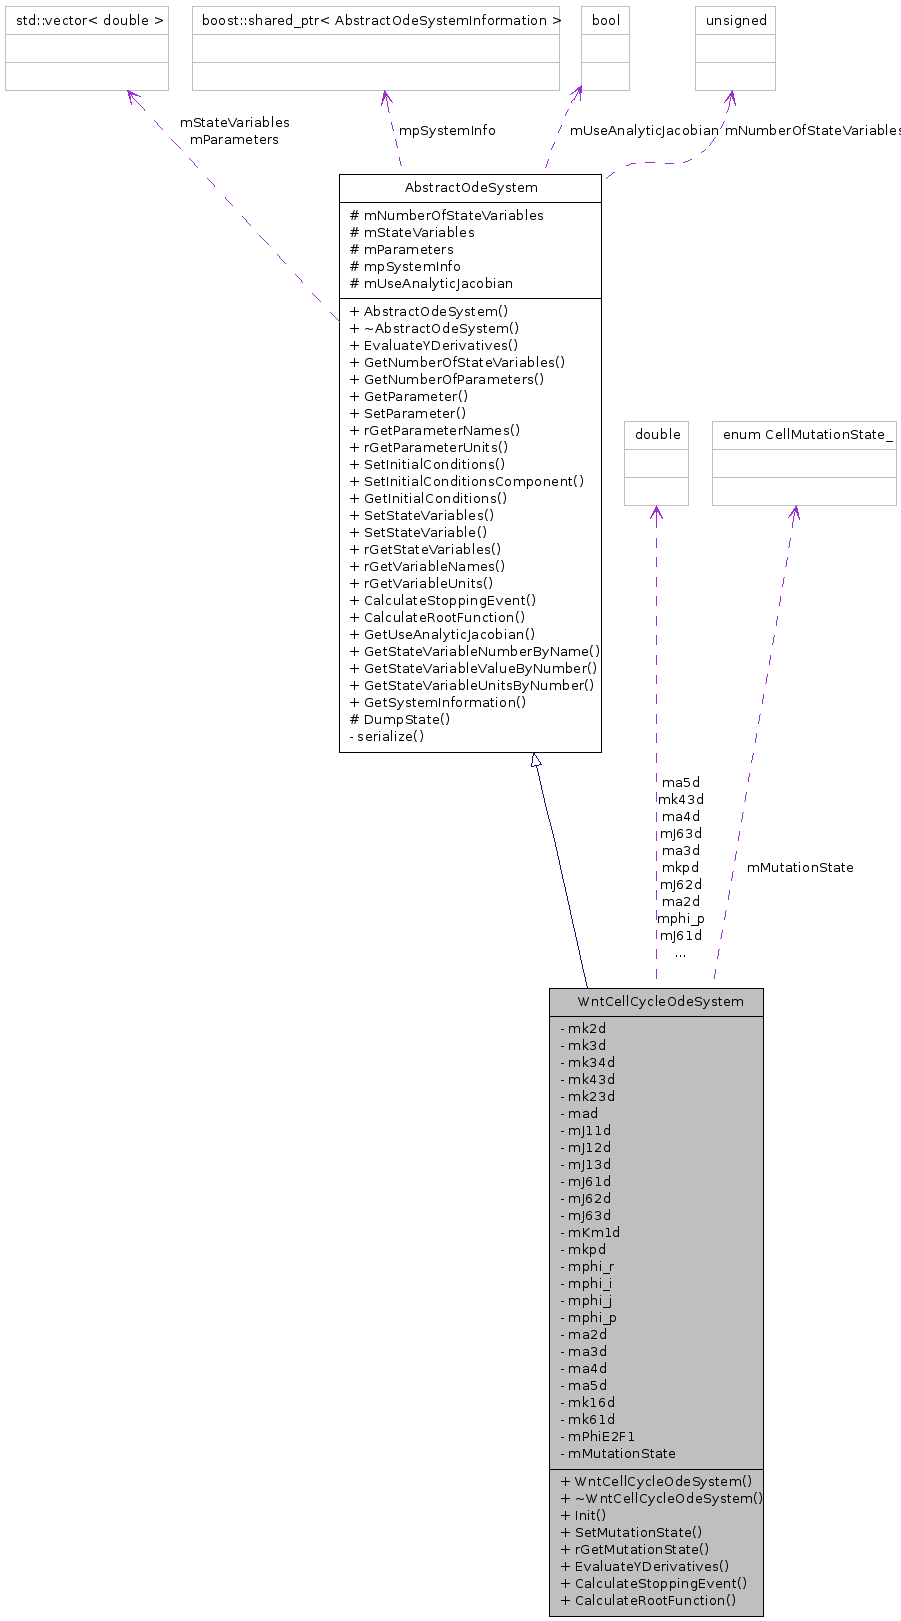 std::vector< double >
boost::shared_ptr< AbstractOdeSystemInformation >
bool
unsigned
mStateVariables
mParameters
mpSystemInfo
mUseAnalyticJacobian
mNumberOfStateVariables
AbstractOdeSystem
# mNumberOfStateVariables
# mStateVariables
# mParameters
# mpSystemInfo
# mUseAnalyticJacobian
+ AbstractOdeSystem()
+ ~AbstractOdeSystem()
+ EvaluateYDerivatives()
+ GetNumberOfStateVariables()
+ GetNumberOfParameters()
+ GetParameter()
+ SetParameter()
+ rGetParameterNames()
+ rGetParameterUnits()
+ SetInitialConditions()
+ SetInitialConditionsComponent()
+ GetInitialConditions()
+ SetStateVariables()
+ SetStateVariable()
+ rGetStateVariables()
+ rGetVariableNames()
+ rGetVariableUnits()
+ CalculateStoppingEvent()
+ CalculateRootFunction()
+ GetUseAnalyticJacobian()
+ GetStateVariableNumberByName()
+ GetStateVariableValueByNumber()
+ GetStateVariableUnitsByNumber()
+ GetSystemInformation()
# DumpState()
- serialize()
double
enum CellMutationState_
ma5d
mk43d
ma4d
mJ63d
ma3d
mkpd
mJ62d
ma2d
mphi_p
mJ61d
...
mMutationState
WntCellCycleOdeSystem
- mk2d
- mk3d
- mk34d
- mk43d
- mk23d
- mad
- mJ11d
- mJ12d
- mJ13d
- mJ61d
- mJ62d
- mJ63d
- mKm1d
- mkpd
- mphi_r
- mphi_i
- mphi_j
- mphi_p
- ma2d
- ma3d
- ma4d
- ma5d
- mk16d
- mk61d
- mPhiE2F1
- mMutationState
+ WntCellCycleOdeSystem()
+ ~WntCellCycleOdeSystem()
+ Init()
+ SetMutationState()
+ rGetMutationState()
+ EvaluateYDerivatives()
+ CalculateStoppingEvent()
+ CalculateRootFunction()